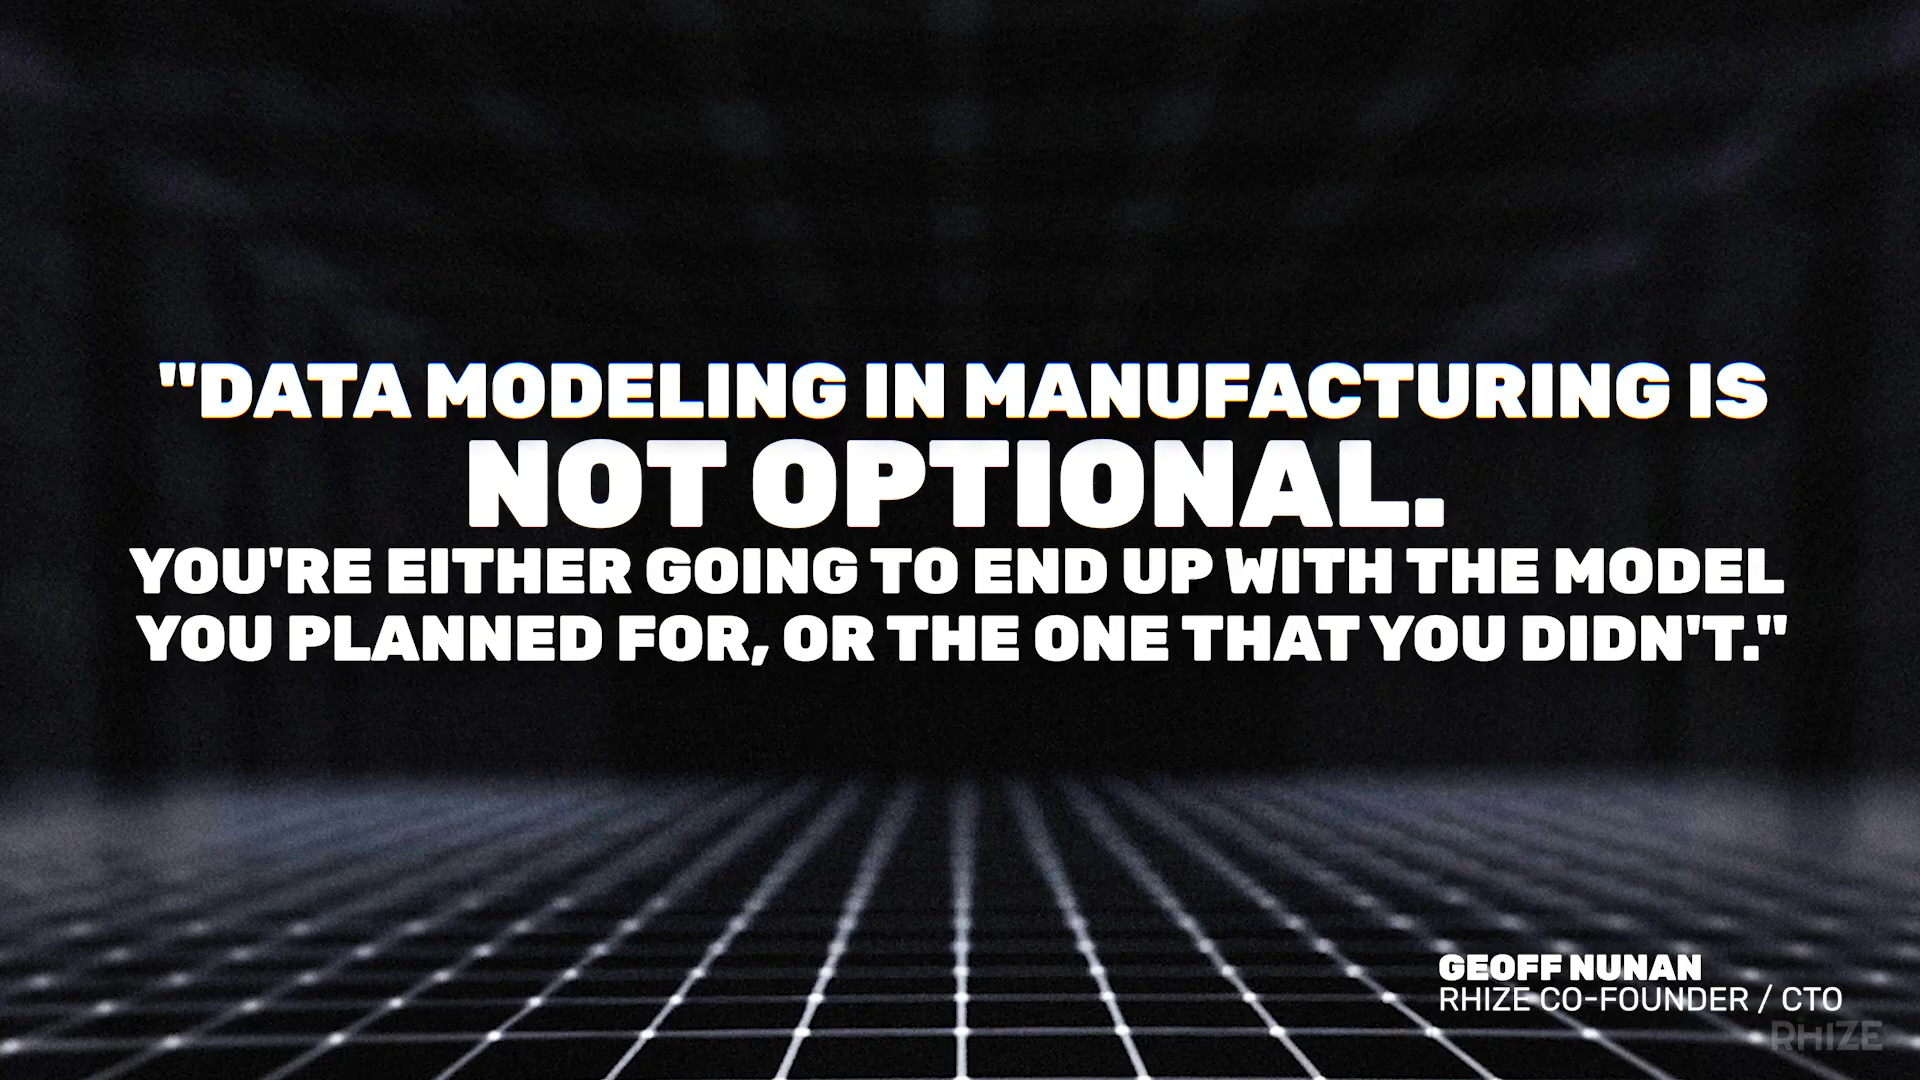 "DATA MODELING IN MANUFACTURING IS
NOT OPTIONAL.
YOU'RE EITHER GOING TO END UP WITH THE MODEL
YOU PLANNED FOR, OR THE ONE THAT YOU DIDN'T."
GEOFF NUNAN
RHIZE CO-FOUNDER / CTO
RHIZE